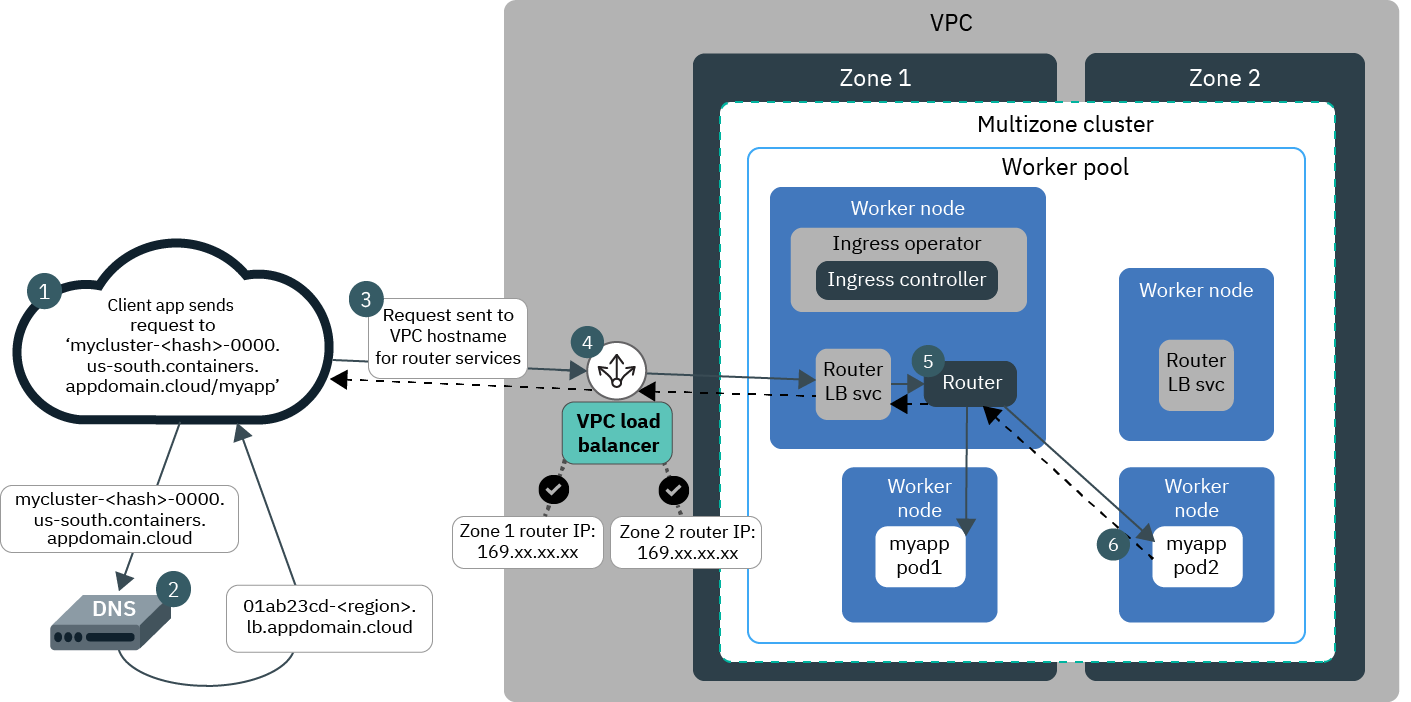 VPC
Zone 1
Zone 2
Multizone cluster
Worker pool
Worker node
Ingress operator
Ingress controller
Worker node
1
Client app sends
request to
‘mycluster-<hash>-0000.
us-south.containers.
appdomain.cloud/myapp’
3
Request sent to
VPC hostname
for router services
4
VPC load
balancer
Router
LB svc
5
Router
Router
LB svc
Zone 1 router IP:
169.xx.xx.xx
Zone 2 router IP:
169.xx.xx.xx
Worker
node
myapp
pod1
Worker
node
6
myapp
pod2
mycluster-<hash>-0000.
us-south.containers.
appdomain.cloud
DNS
2
01ab23cd-<region>.
lb.appdomain.cloud